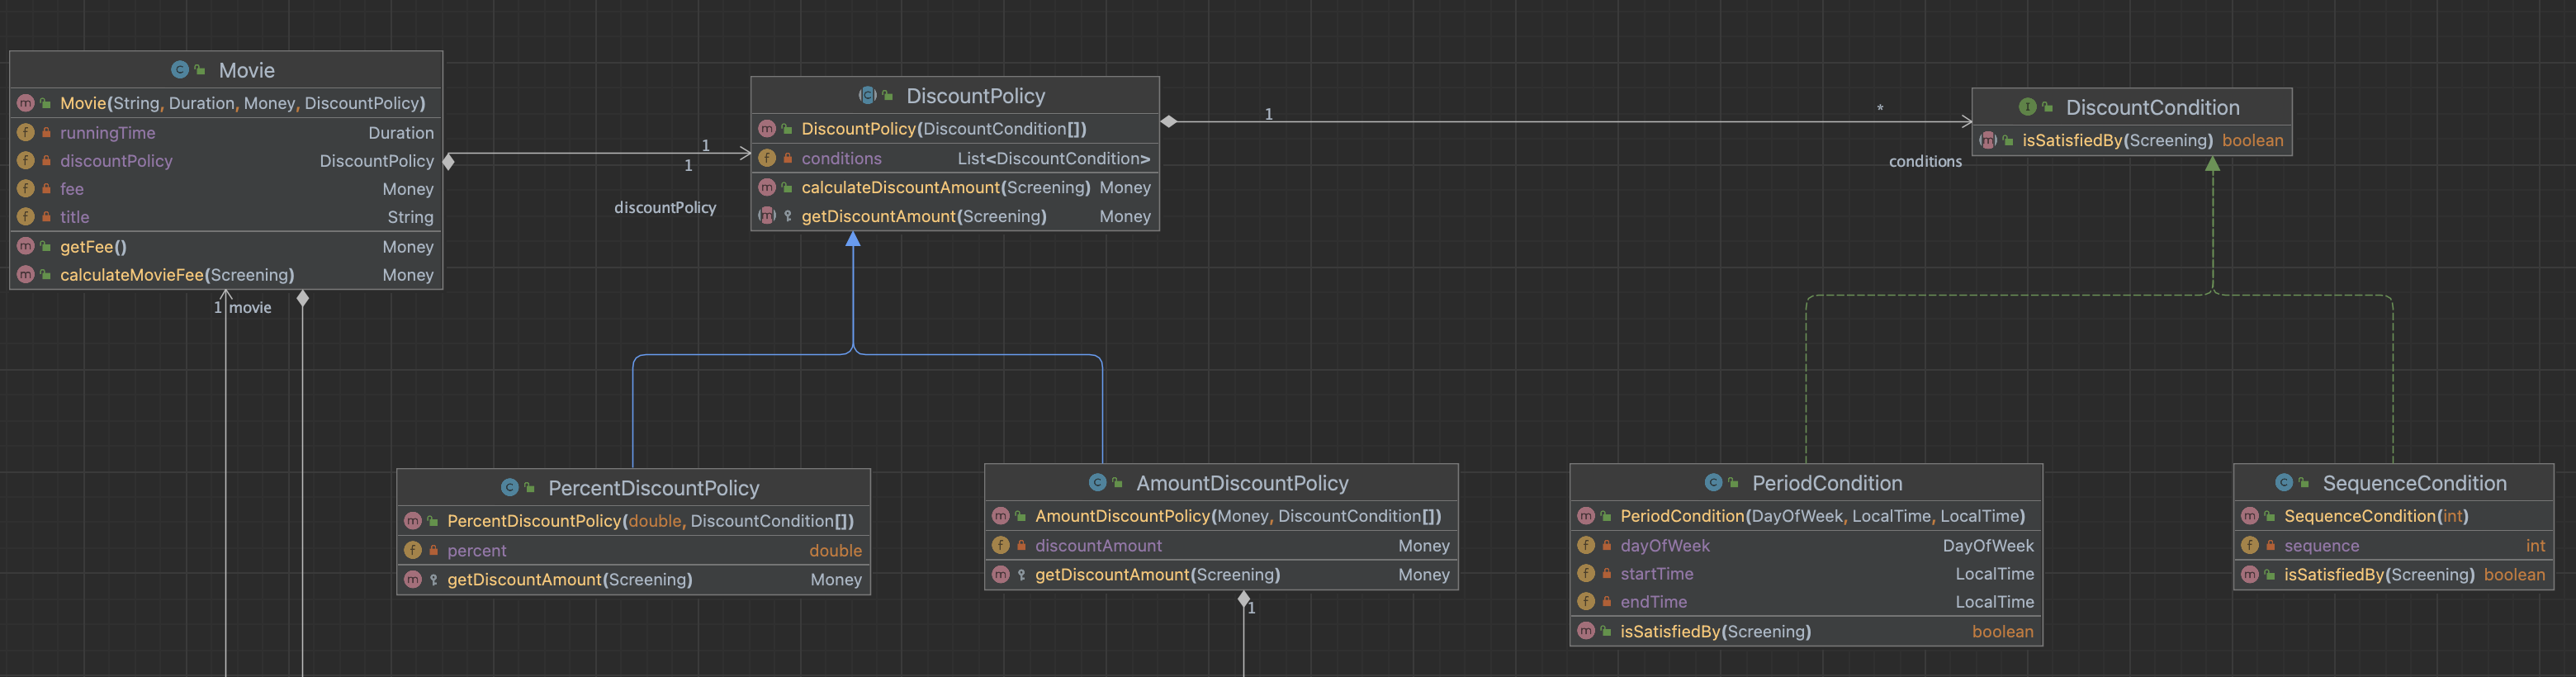 Movie
Movie(String, Duration, Money, DiscountPolicy)
runningTime Duration
discountPolicy DiscountPolicy
fee Money
title String
getFee() Money
calculateMovieFee(Screening) Money
1 movie
1
1
discountPolicy
DiscountPolicy
DiscountPolicy(DiscountCondition[])
conditions List<DiscountCondition>
calculateDiscountAmount(Screening) Money
getDiscountAmount(Screening) Money
1
*
conditions
DiscountCondition
isSatisfiedBy(Screening) boolean
PercentDiscountPolicy
PercentDiscountPolicy(double, DiscountCondition[])
percent double
getDiscountAmount(Screening) Money
AmountDiscountPolicy
AmountDiscountPolicy(Money, DiscountCondition[])
discountAmount Money
getDiscountAmount(Screening) Money
1
PeriodCondition
PeriodCondition(DayOfWeek, LocalTime, LocalTime)
dayOfWeek DayOfWeek
startTime LocalTime
endTime LocalTime
isSatisfiedBy(Screening) boolean
SequenceCondition
SequenceCondition(int)
sequence int
isSatisfiedBy(Screening) boolean